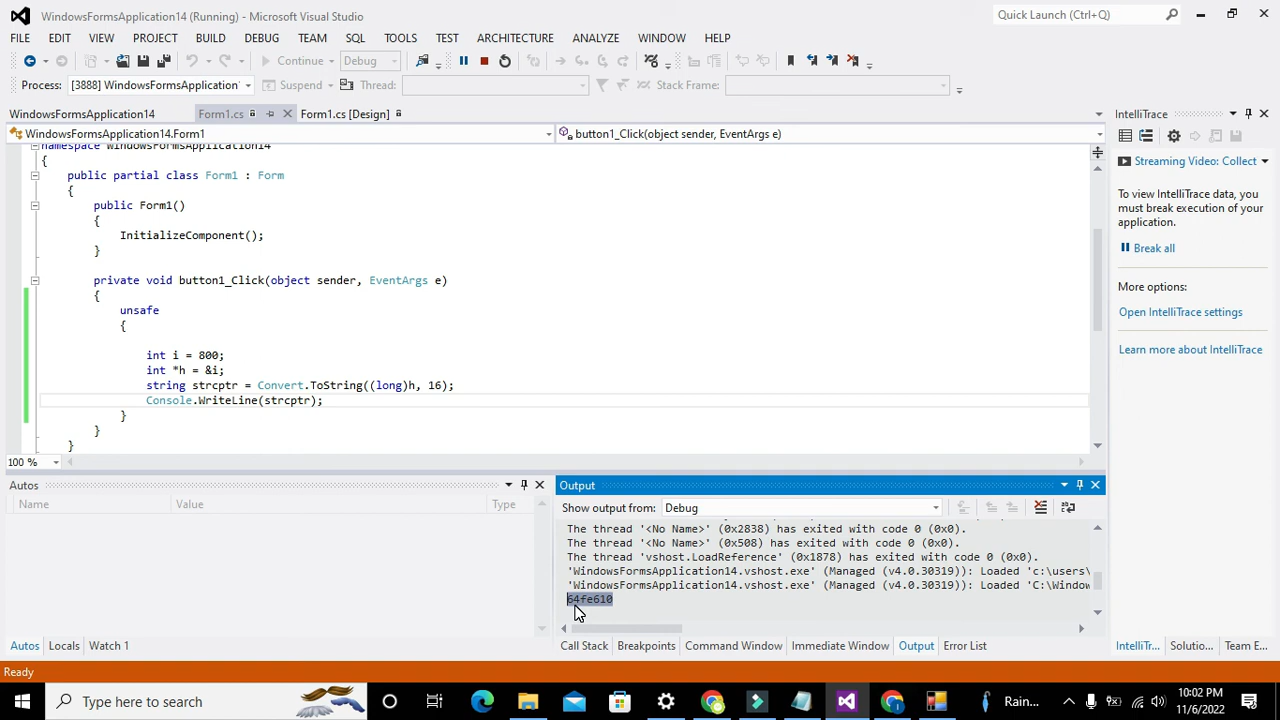 WindowsFormsApplication14 (Running) - Microsoft Visual Studio
Quick Launch (Ctrl+Q)
FILE EDIT VIEW PROJECT BUILD DEBUG TEAM SQL TOOLS TEST ARCHITECTURE ANALYZE WINDOW HELP
Continue Debug
Process: [3888] WindowsFormsApplication1 Suspend Thread: Stack Frame:
WindowsFormsApplication14 Form1.cs Form1.cs [Design]
WindowsFormsApplication14.Form1 button1_Click(object sender, EventArgs e)
namespace WindowsFormsApplication14
{
public partial class Form1 : Form
{
public Form1()
{
InitializeComponent();
}
private void button1_Click(object sender, EventArgs e)
{
unsafe
{
int i = 800;
int *h = &i;
string strcptr = Convert.ToString((long)h, 16);
Console.WriteLine(strcptr);
}
}
}
100 %
IntelliTrace
Streaming Video: Collect
To view IntelliTrace data, you
must break execution of your
application.
Break all
More options:
Open IntelliTrace settings
Learn more about IntelliTrace
Autos
Name Value Type
Output
Show output from: Debug
The thread '<No Name>' (0x2838) has exited with code 0 (0x0).
The thread '<No Name>' (0x508) has exited with code 0 (0x0).
The thread 'vshost.LoadReference' (0x1878) has exited with code 0 (0x0).
'WindowsFormsApplication14.vshost.exe' (Managed (v4.0.30319)): Loaded 'c:\users\
'WindowsFormsApplication14.vshost.exe' (Managed (v4.0.30319)): Loaded 'C:\Window
64fe610
Autos Locals Watch 1
Call Stack Breakpoints Command Window Immediate Window Output Error List
IntelliTr... Solutio... Team E...
Ready
Type here to search
Rain...
10:02 PM
11/6/2022